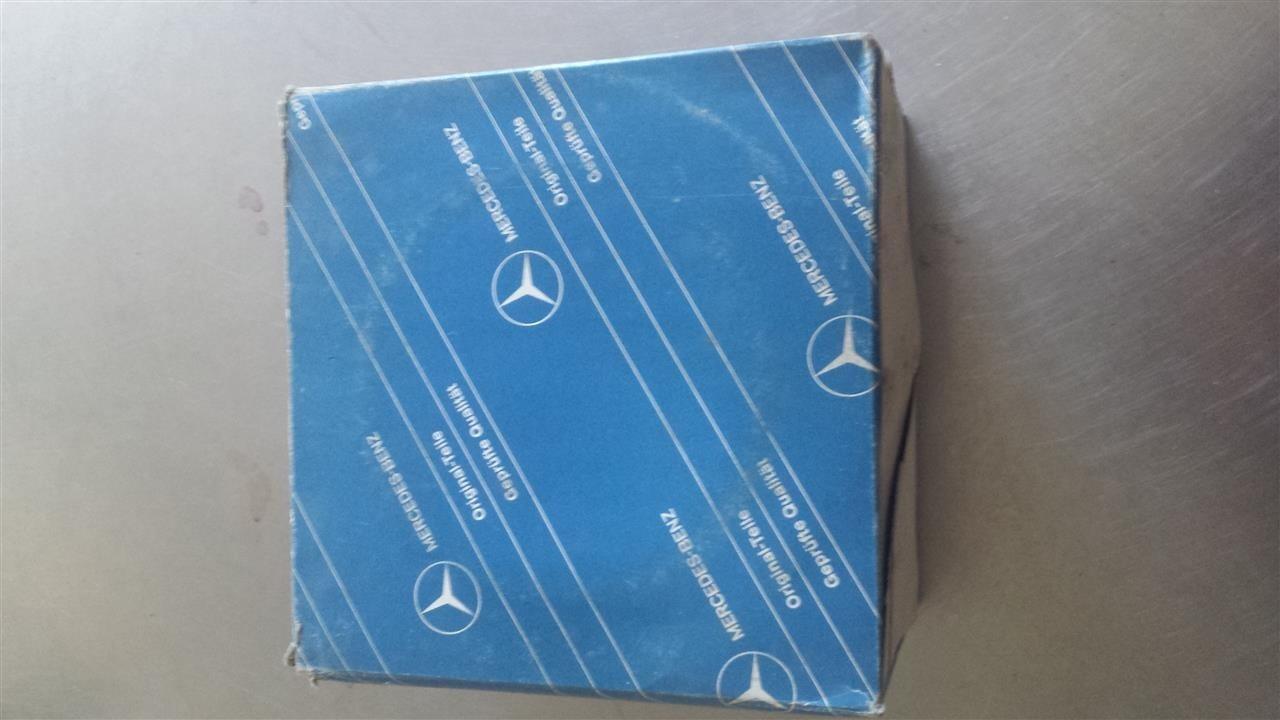 MERCEDES-BENZ
Original-Teile
Geprüfte Qualität
MERCEDES-BENZ
Original-Teile
Geprüfte Qualität
MERCEDES-BENZ
MERCEDES-BENZ
Original-Teile
Geprüfte Qualität